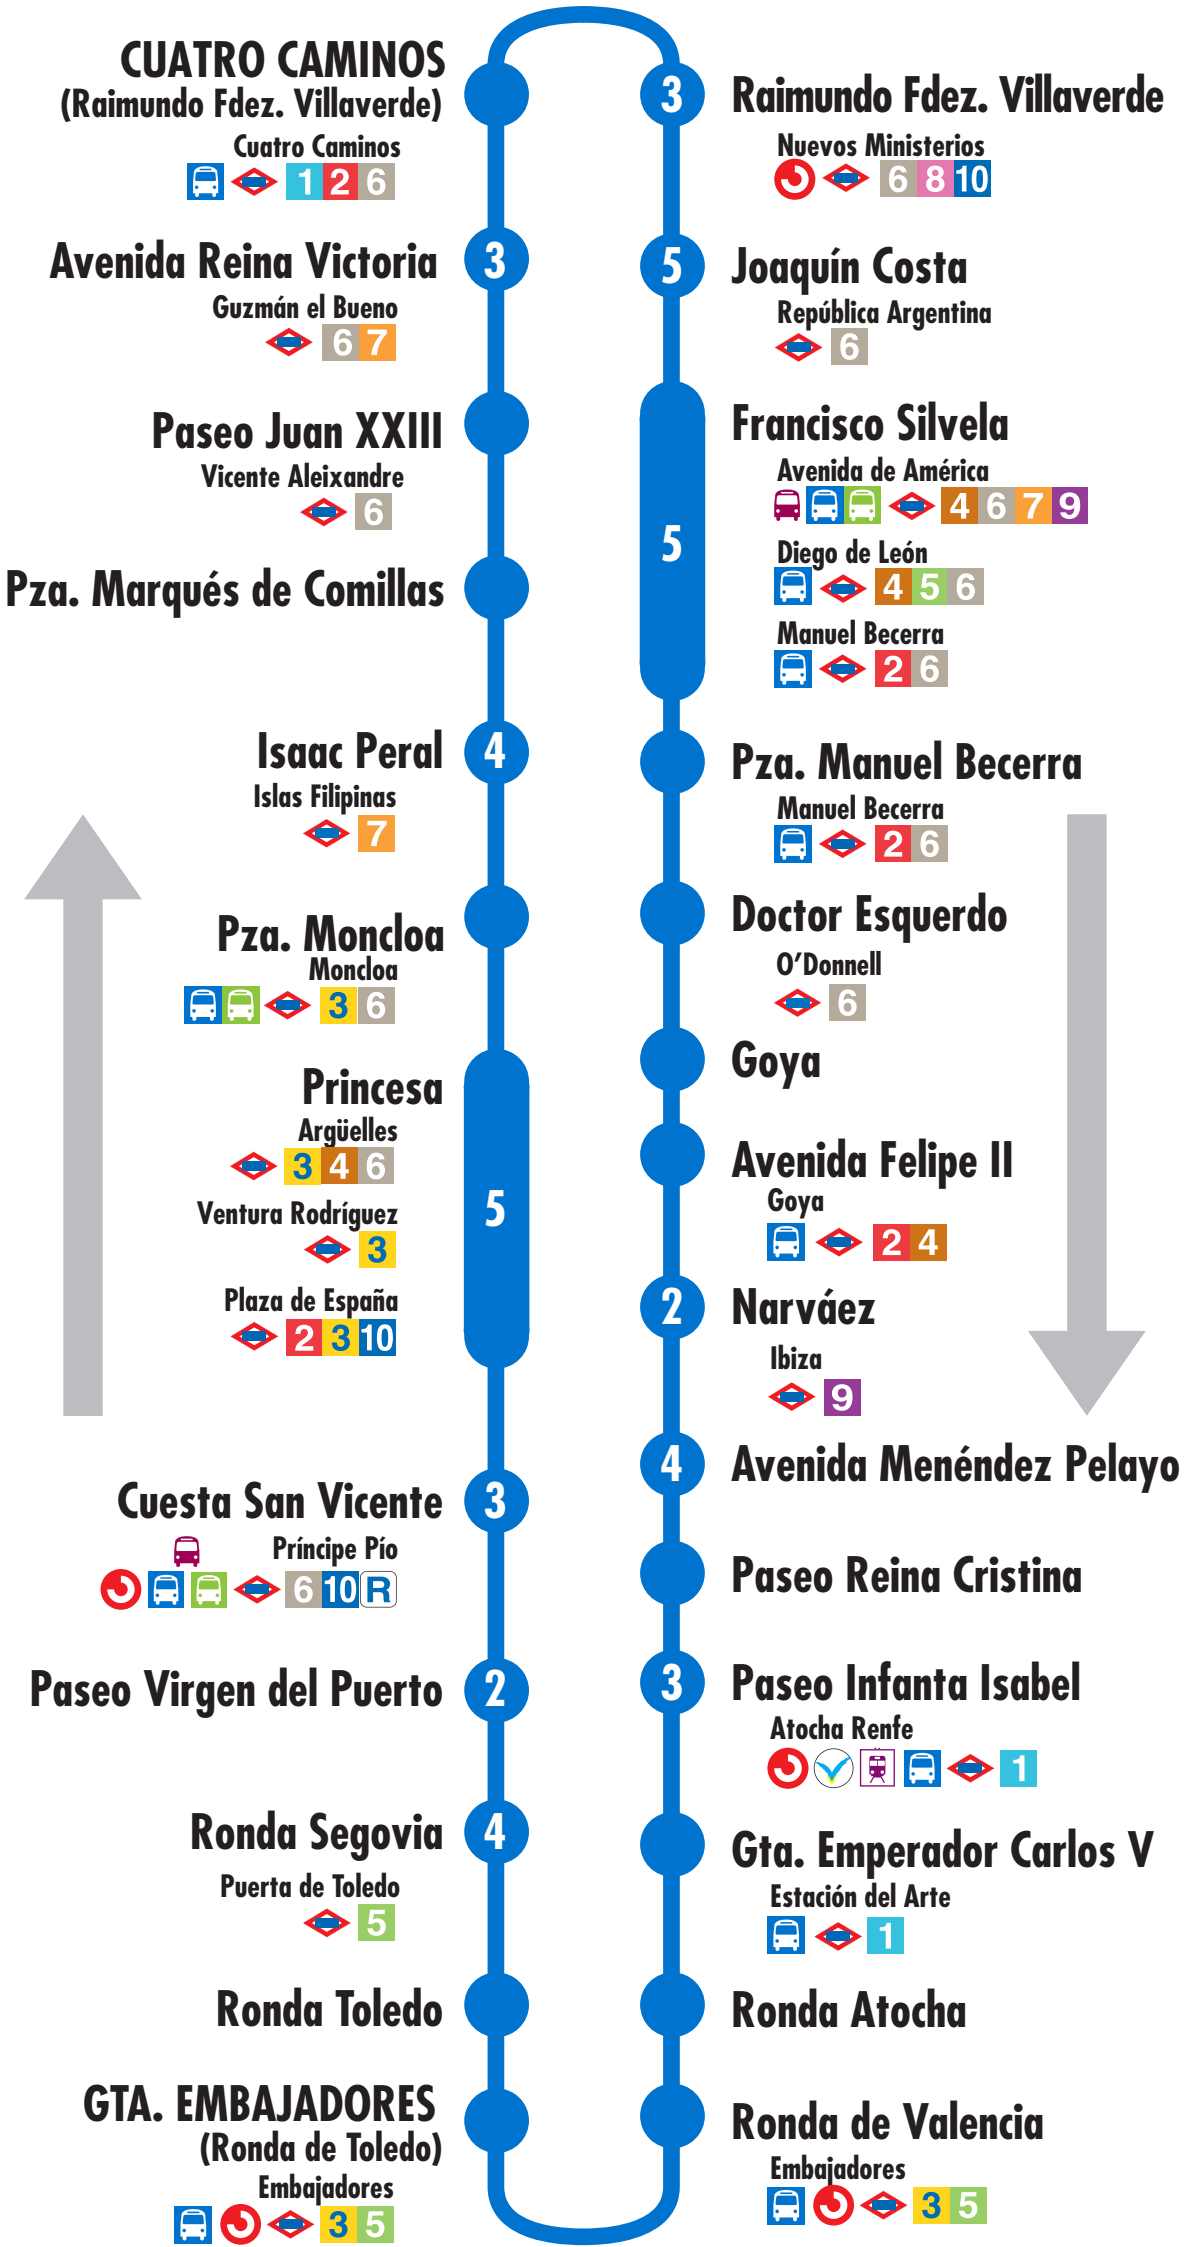 CUATRO CAMINOS
(Raimundo Fdez. Villaverde)
Cuatro Caminos
1 2 6
3
Avenida Reina Victoria
Guzmán el Bueno
6 7
Paseo Juan XXIII
Vicente Aleixandre
6
Pza. Marqués de Comillas
4
Isaac Peral
Islas Filipinas
7
Pza. Moncloa
Moncloa
3 6
Princesa
Argüelles
3 4 6
5
Ventura Rodríguez
3
Plaza de España
2 3 10
3
Cuesta San Vicente
Príncipe Pío
6 10 R
2
Paseo Virgen del Puerto
4
Ronda Segovia
Puerta de Toledo
5
Ronda Toledo
GTA. EMBAJADORES
(Ronda de Toledo)
Embajadores
3 5
3
Raimundo Fdez. Villaverde
Nuevos Ministerios
6 8 10
5
Joaquín Costa
República Argentina
6
Francisco Silvela
Avenida de América
4 6 7 9
5
Diego de León
4 5 6
Manuel Becerra
2 6
Pza. Manuel Becerra
Manuel Becerra
2 6
Doctor Esquerdo
O'Donnell
6
Goya
Avenida Felipe II
Goya
2 4
2
Narváez
Ibiza
9
4
Avenida Menéndez Pelayo
Paseo Reina Cristina
3
Paseo Infanta Isabel
Atocha Renfe
1
Gta. Emperador Carlos V
Estación del Arte
1
Ronda Atocha
Ronda de Valencia
Embajadores
3 5